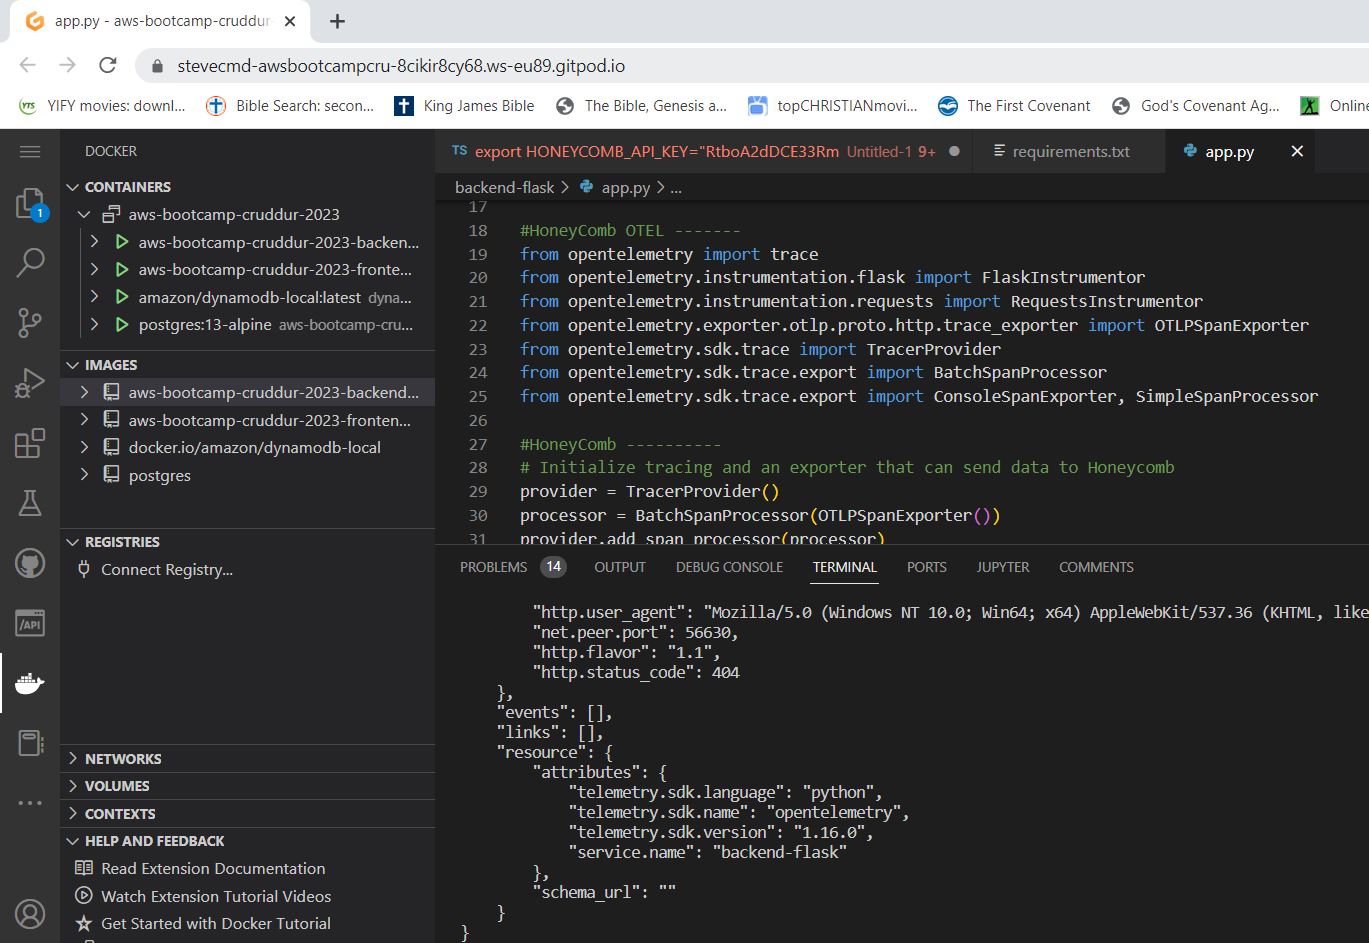 app.py - aws-bootcamp-cruddur-
stevecmd-awsbootcampcru-8cikir8cy68.ws-eu89.gitpod.io
YTS YIFY movies: downl... Bible Search: secon... King James Bible The Bible, Genesis a... topCHRISTIANmovi... The First Covenant God's Covenant Ag... Online
DOCKER
CONTAINERS
aws-bootcamp-cruddur-2023
aws-bootcamp-cruddur-2023-backen...
aws-bootcamp-cruddur-2023-fronte...
amazon/dynamodb-local:latest dyna...
postgres:13-alpine aws-bootcamp-cru...
IMAGES
aws-bootcamp-cruddur-2023-backend...
aws-bootcamp-cruddur-2023-fronten...
docker.io/amazon/dynamodb-local
postgres
REGISTRIES
Connect Registry...
NETWORKS
VOLUMES
CONTEXTS
HELP AND FEEDBACK
Read Extension Documentation
Watch Extension Tutorial Videos
Get Started with Docker Tutorial
1
/API
TS export HONEYCOMB_API_KEY="RtboA2dDCE33Rm Untitled-1 9+ requirements.txt app.py
backend-flask > app.py > ...
17
18 #HoneyComb OTEL -------
19 from opentelemetry import trace
20 from opentelemetry.instrumentation.flask import FlaskInstrumentor
21 from opentelemetry.instrumentation.requests import RequestsInstrumentor
22 from opentelemetry.exporter.otlp.proto.http.trace_exporter import OTLPSpanExporter
23 from opentelemetry.sdk.trace import TracerProvider
24 from opentelemetry.sdk.trace.export import BatchSpanProcessor
25 from opentelemetry.sdk.trace.export import ConsoleSpanExporter, SimpleSpanProcessor
26
27 #HoneyComb ----------
28 # Initialize tracing and an exporter that can send data to Honeycomb
29 provider = TracerProvider()
30 processor = BatchSpanProcessor(OTLPSpanExporter())
31 provider.add_span_processor(processor)
PROBLEMS 14 OUTPUT DEBUG CONSOLE TERMINAL PORTS JUPYTER COMMENTS
"http.user_agent": "Mozilla/5.0 (Windows NT 10.0; Win64; x64) AppleWebKit/537.36 (KHTML, like
"net.peer.port": 56630,
"http.flavor": "1.1",
"http.status_code": 404
},
"events": [],
"links": [],
"resource": {
"attributes": {
"telemetry.sdk.language": "python",
"telemetry.sdk.name": "opentelemetry",
"telemetry.sdk.version": "1.16.0",
"service.name": "backend-flask"
},
"schema_url": ""
}
}